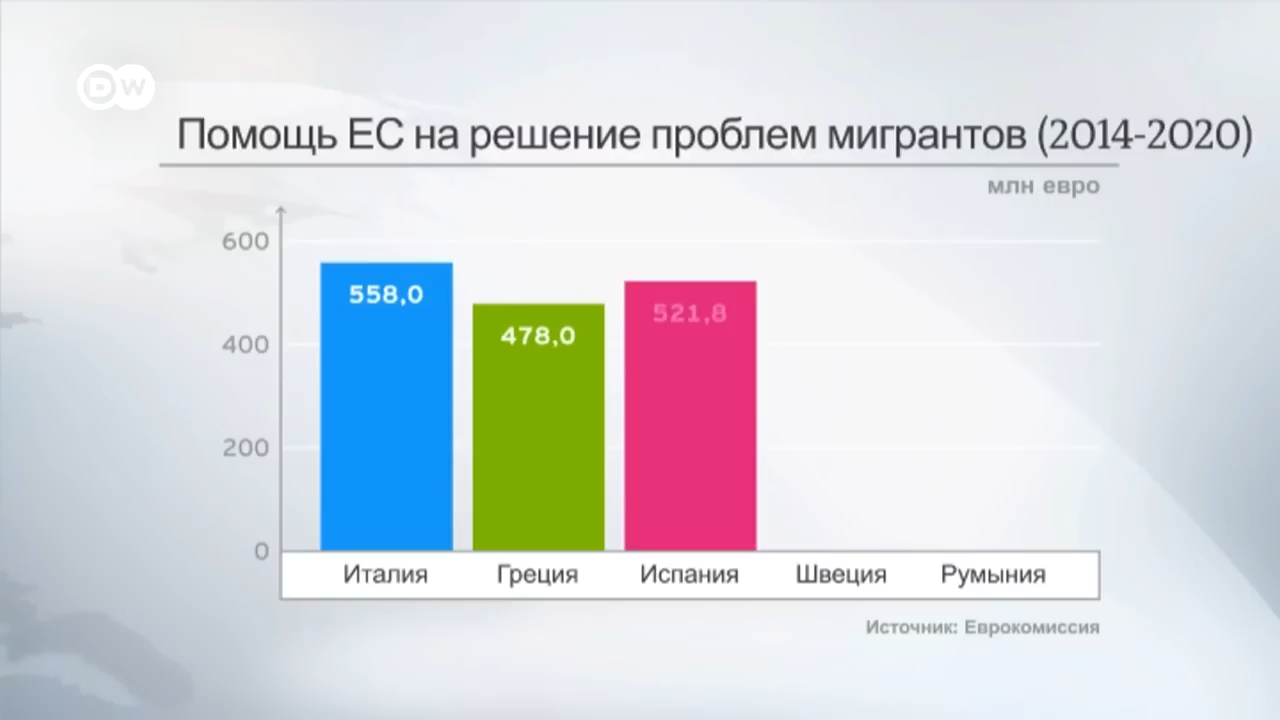 DW
Помощь ЕС на решение проблем мигрантов (2014-2020)
млн евро
600
400
200
0
558,0
478,0
521,8
Италия Греция Испания Швеция Румыния
Источник: Еврокомиссия